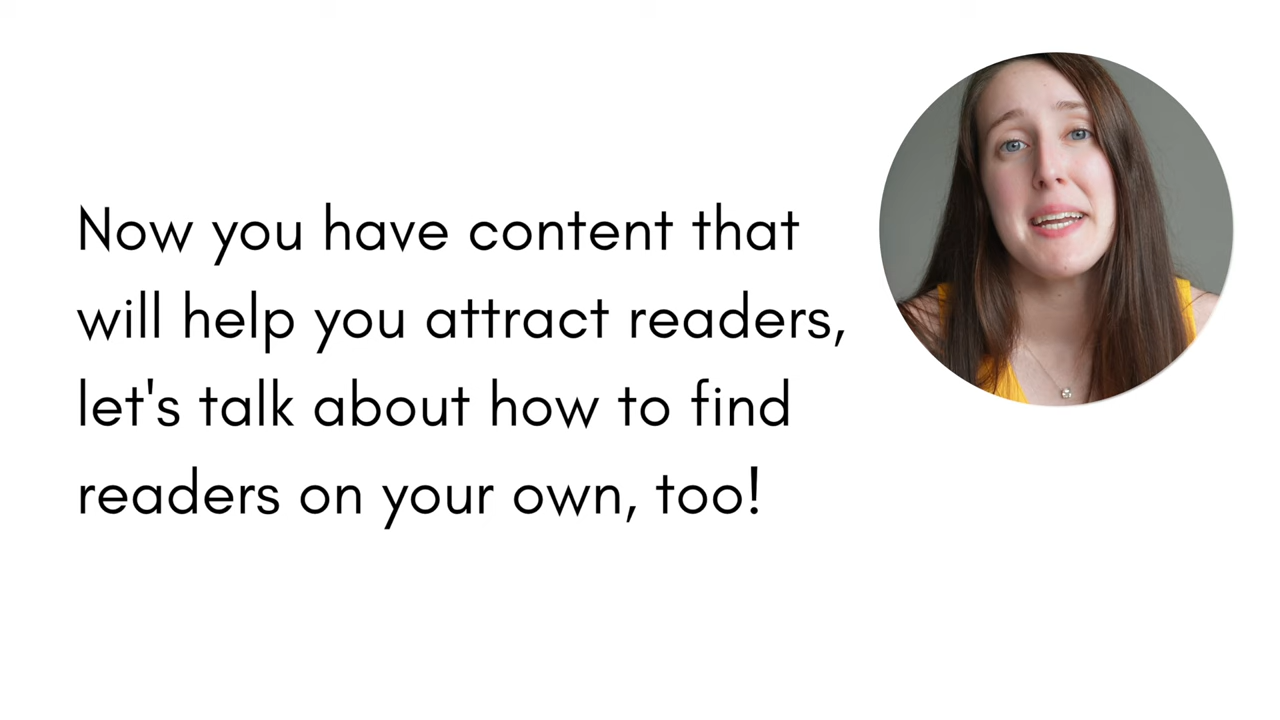 Now you have content that
will help you attract readers,
let's talk about how to find
readers on your own, too!